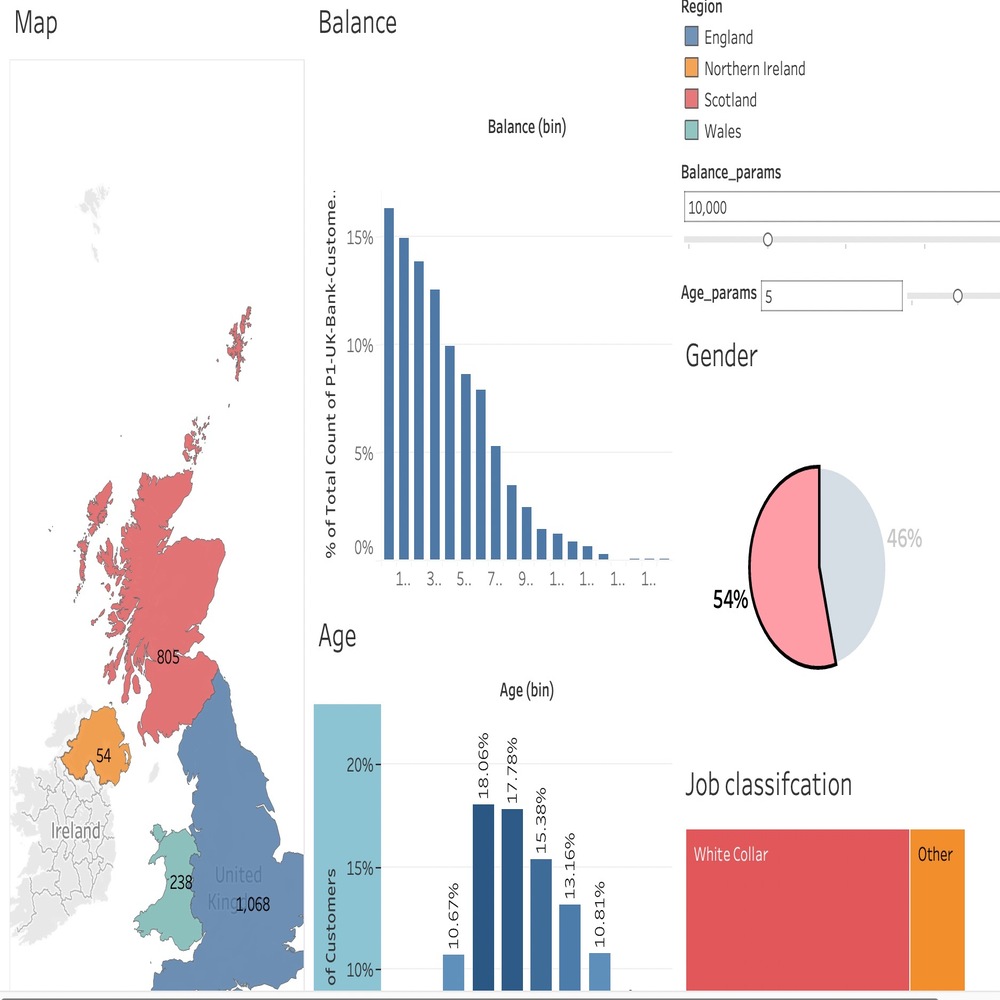 Map
Ireland
United
King
805
54
238
1,068
Balance
Balance (bin)
% of Total Count of P1-UK-Bank-Custome..
15%
10%
5%
0%
1..
3..
5..
7..
9..
1..
1..
1..
1..
Age
Age (bin)
of Customers
20%
15%
10%
10.67%
18.06%
17.78%
15.38%
13.16%
10.81%
Region
England
Northern Ireland
Scotland
Wales
Balance_params
10,000
Age_params
5
Gender
46%
54%
Job classifcation
White Collar
Other